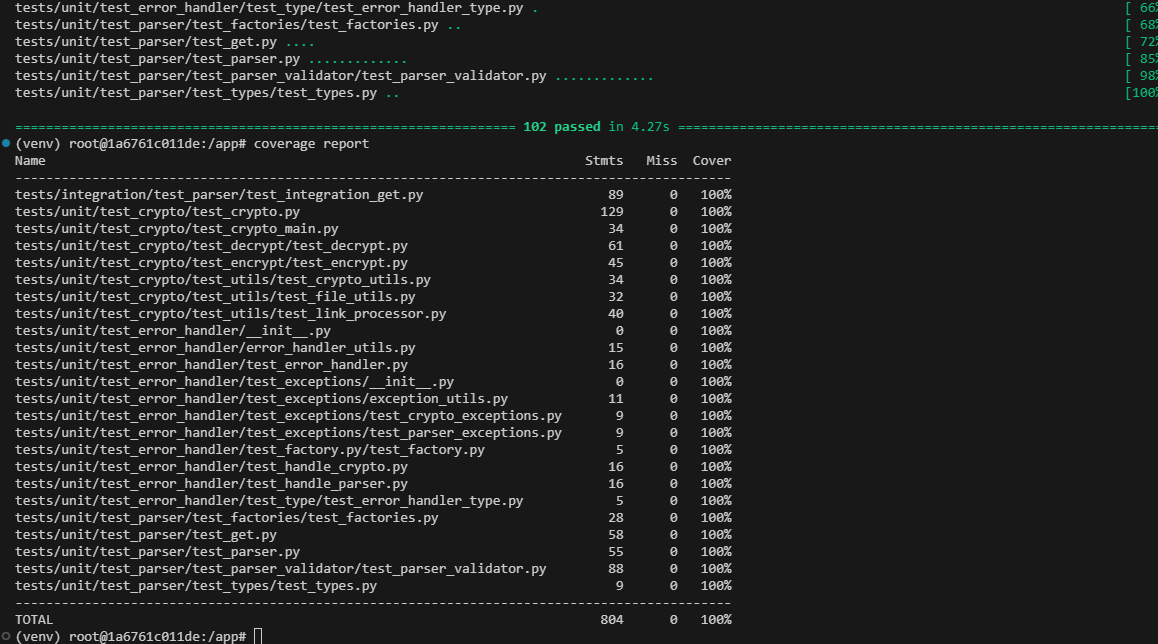 tests/unit/test_error_handler/test_type/test_error_handler_type.py . [ 66%
tests/unit/test_parser/test_factories/test_factories.py .. [ 68%
tests/unit/test_parser/test_get.py .... [ 72%
tests/unit/test_parser/test_parser.py ............. [ 85%
tests/unit/test_parser/test_parser_validator/test_parser_validator.py ............. [ 98%
tests/unit/test_parser/test_types/test_types.py .. [100%
================================================================= 102 passed in 4.27s ==============================================================
(venv) root@1a6761c011de:/app# coverage report
Name Stmts Miss Cover
---------------------------------------------------------------------------------------------
tests/integration/test_parser/test_integration_get.py 89 0 100%
tests/unit/test_crypto/test_crypto.py 129 0 100%
tests/unit/test_crypto/test_crypto_main.py 34 0 100%
tests/unit/test_crypto/test_decrypt/test_decrypt.py 61 0 100%
tests/unit/test_crypto/test_encrypt/test_encrypt.py 45 0 100%
tests/unit/test_crypto/test_utils/test_crypto_utils.py 34 0 100%
tests/unit/test_crypto/test_utils/test_file_utils.py 32 0 100%
tests/unit/test_crypto/test_utils/test_link_processor.py 40 0 100%
tests/unit/test_error_handler/__init__.py 0 0 100%
tests/unit/test_error_handler/error_handler_utils.py 15 0 100%
tests/unit/test_error_handler/test_error_handler.py 16 0 100%
tests/unit/test_error_handler/test_exceptions/__init__.py 0 0 100%
tests/unit/test_error_handler/test_exceptions/exception_utils.py 11 0 100%
tests/unit/test_error_handler/test_exceptions/test_crypto_exceptions.py 9 0 100%
tests/unit/test_error_handler/test_exceptions/test_parser_exceptions.py 9 0 100%
tests/unit/test_error_handler/test_factory.py/test_factory.py 5 0 100%
tests/unit/test_error_handler/test_handle_crypto.py 16 0 100%
tests/unit/test_error_handler/test_handle_parser.py 16 0 100%
tests/unit/test_error_handler/test_type/test_error_handler_type.py 5 0 100%
tests/unit/test_parser/test_factories/test_factories.py 28 0 100%
tests/unit/test_parser/test_get.py 58 0 100%
tests/unit/test_parser/test_parser.py 55 0 100%
tests/unit/test_parser/test_parser_validator/test_parser_validator.py 88 0 100%
tests/unit/test_parser/test_types/test_types.py 9 0 100%
---------------------------------------------------------------------------------------------
TOTAL 804 0 100%
(venv) root@1a6761c011de:/app#